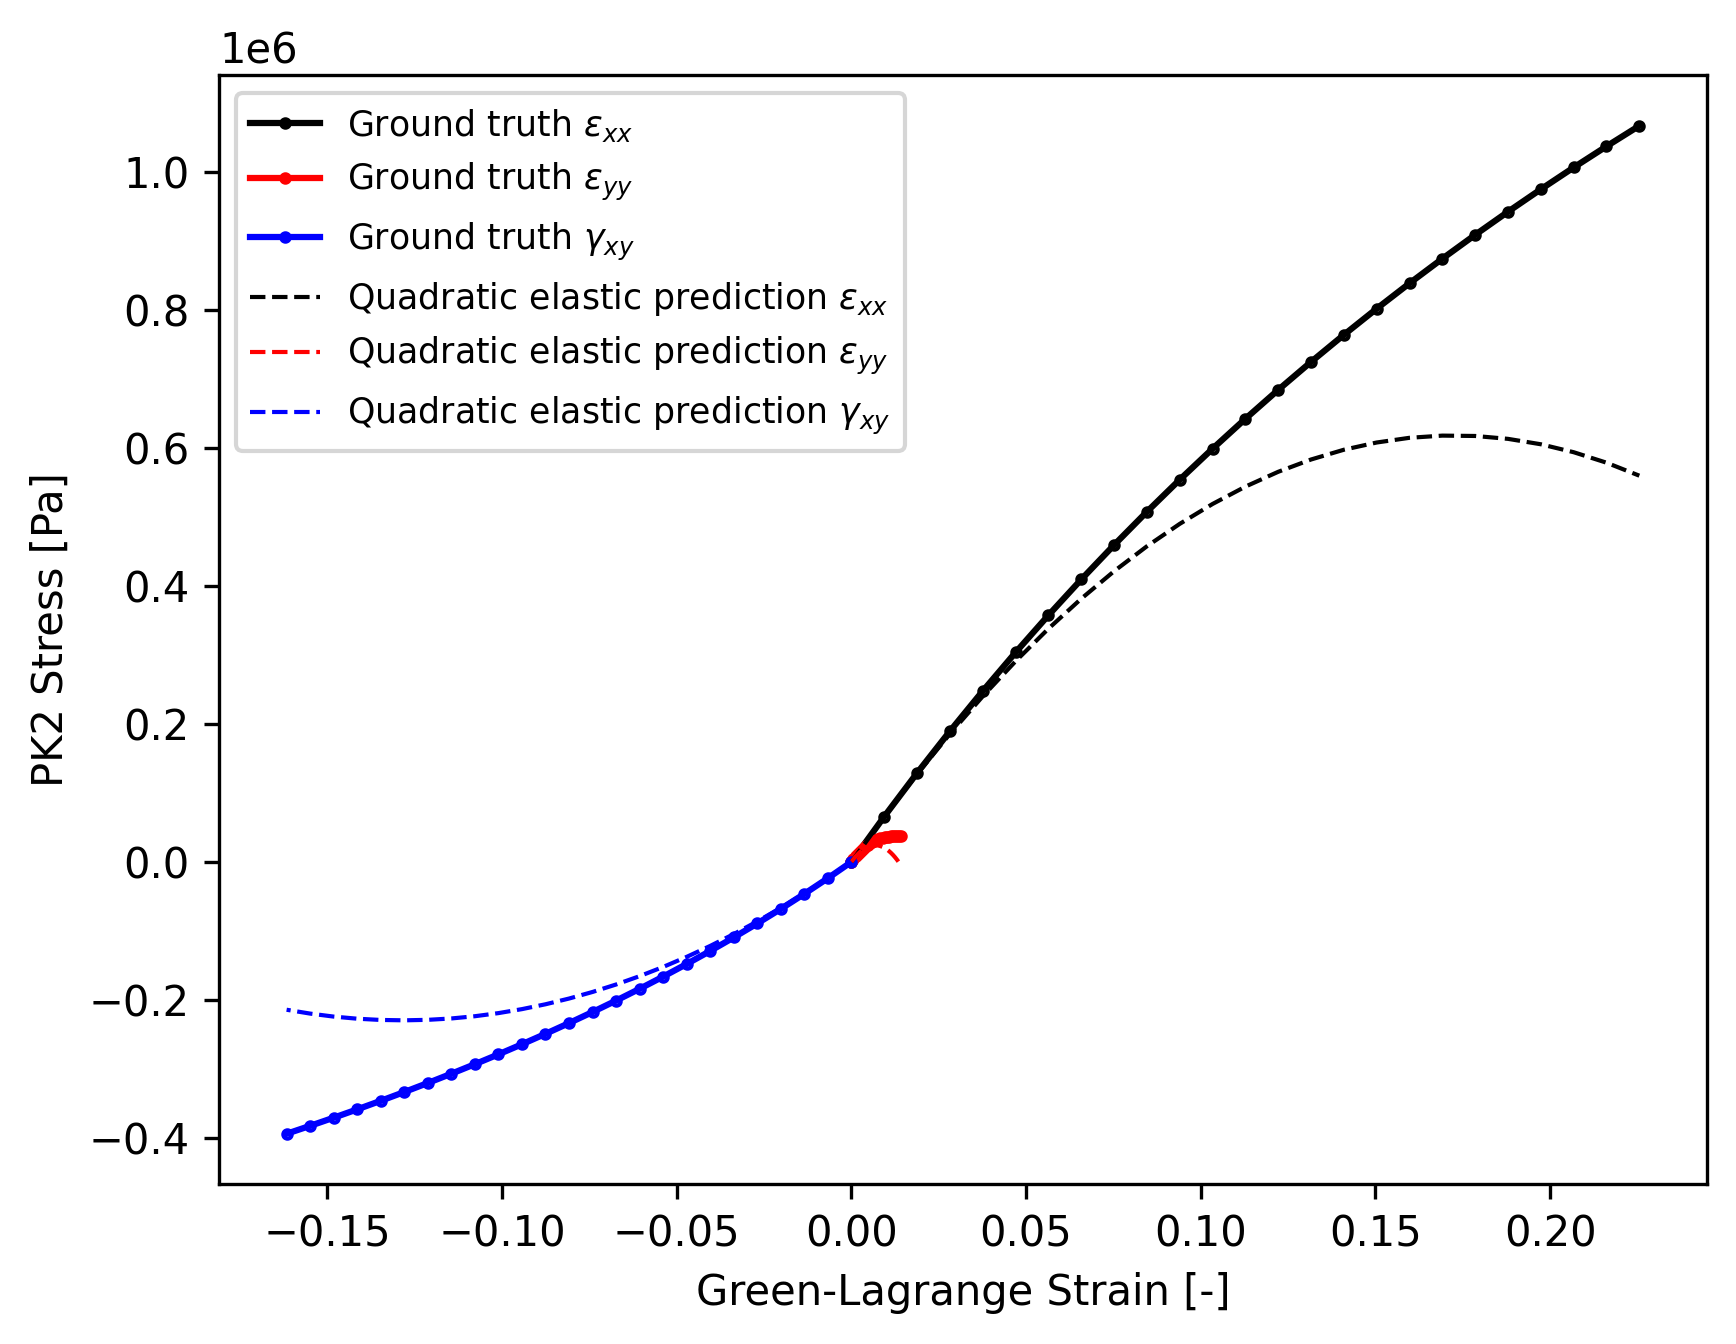 1e6
Ground truth εxx
Ground truth εyy
Ground truth γxy
Quadratic elastic prediction εxx
Quadratic elastic prediction εyy
Quadratic elastic prediction γxy
1.0
0.8
0.6
0.4
0.2
0.0
−0.2
−0.4
PK2 Stress [Pa]
−0.15 −0.10 −0.05 0.00 0.05 0.10 0.15 0.20
Green-Lagrange Strain [-]